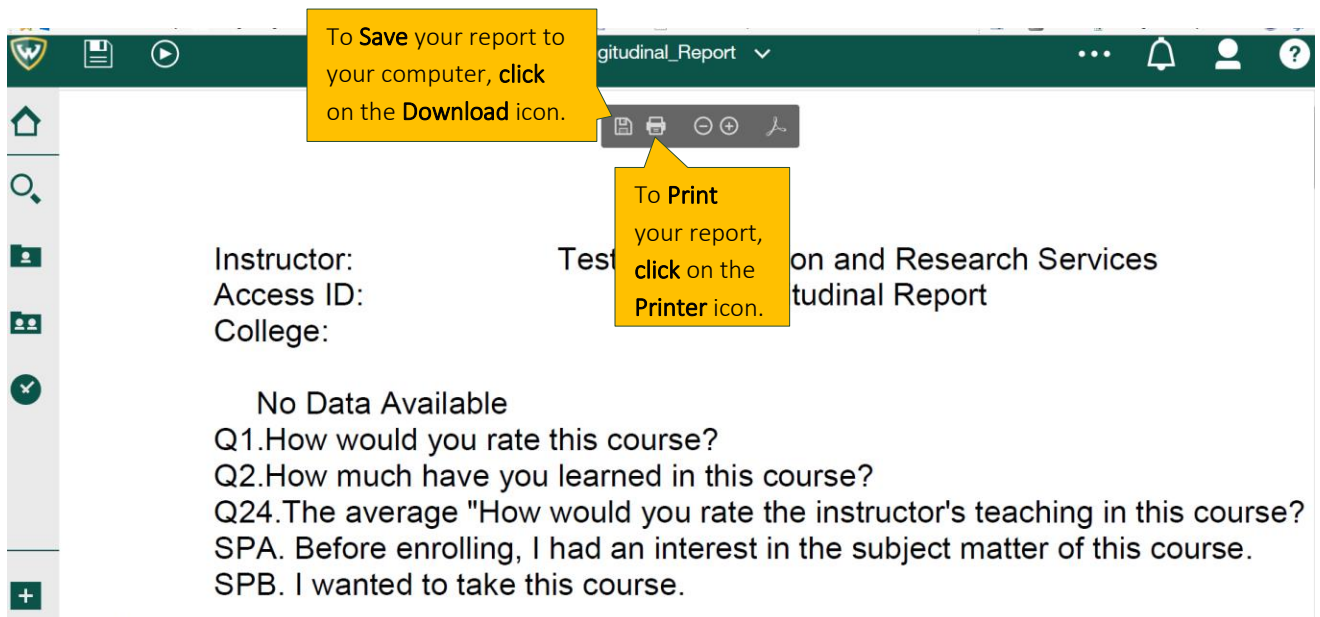 To Save your report to
your computer, click
on the Download icon.
gitudinal_Report
?
To Print
your report,
click on the
Printer icon.
Instructor: Test on and Research Services
Access ID: tudinal Report
College:
No Data Available
Q1.How would you rate this course?
Q2.How much have you learned in this course?
Q24.The average "How would you rate the instructor's teaching in this course?
SPA. Before enrolling, I had an interest in the subject matter of this course.
SPB. I wanted to take this course.